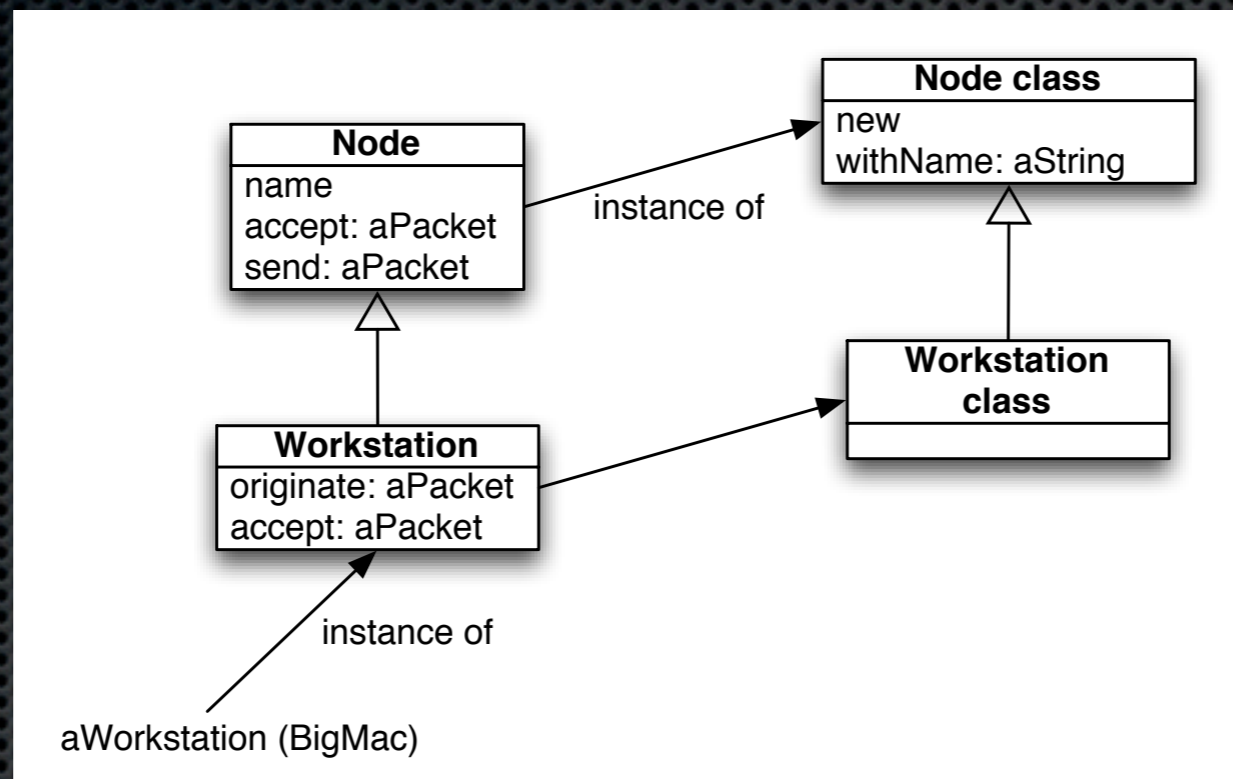 Node class
new
withName: aString
Node
name
accept: aPacket
send: aPacket
instance of
Workstation
class
Workstation
originate: aPacket
accept: aPacket
instance of
aWorkstation (BigMac)